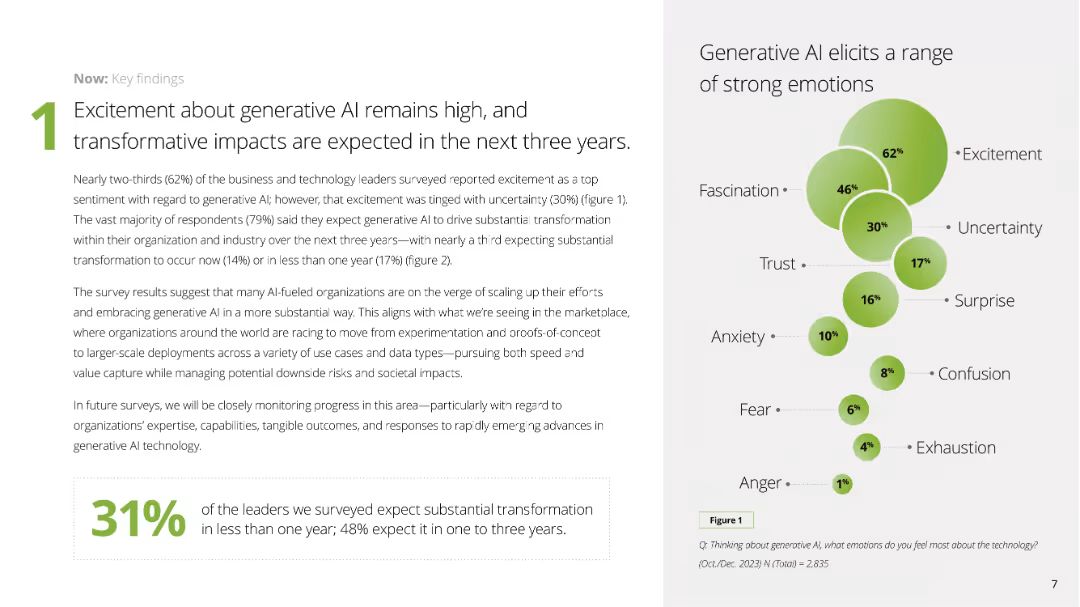 Now: Key findings
1
Excitement about generative AI remains high, and
transformative impacts are expected in the next three years.
Nearly two-thirds (62%) of the business and technology leaders surveyed reported excitement as a top
sentiment with regard to generative AI; however, that excitement was tinged with uncertainty (30%) (figure 1).
The vast majority of respondents (79%) said they expect generative AI to drive substantial transformation
within their organization and industry over the next three years—with nearly a third expecting substantial
transformation to occur now (14%) or in less than one year (17%) (figure 2).
The survey results suggest that many AI-fueled organizations are on the verge of scaling up their efforts
and embracing generative AI in a more substantial way. This aligns with what we're seeing in the marketplace,
where organizations around the world are racing to move from experimentation and proofs-of-concept
to larger-scale deployments across a variety of use cases and data types—pursuing both speed and
value capture while managing potential downside risks and societal impacts.
In future surveys, we will be closely monitoring progress in this area—particularly with regard to
organizations' expertise, capabilities, tangible outcomes, and responses to rapidly emerging advances in
generative AI technology.
31%
of the leaders we surveyed expect substantial transformation
in less than one year; 48% expect it in one to three years.
Generative AI elicits a range
of strong emotions
62% Excitement
Fascination 46%
30% Uncertainty
Trust 17%
16% Surprise
Anxiety 10%
8% Confusion
Fear 6%
4% Exhaustion
Anger 1%
Figure 1
Q: Thinking about generative AI, what emotions do you feel most about the technology?
(Oct./Dec. 2023) N (Total) = 2,835
7